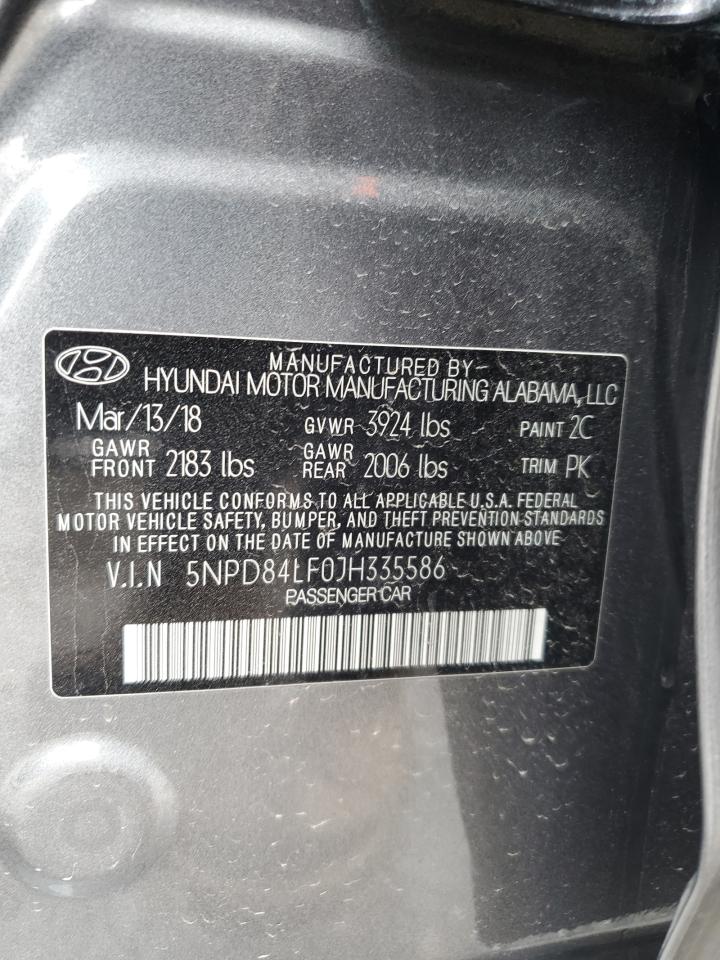 MANUFACTURED BY
HYUNDAI MOTOR MANUFACTURING ALABAMA, LLC
Mar/13/18 GVWR 3924 lbs PAINT 2C
GAWR FRONT 2183 lbs GAWR REAR 2006 lbs TRIM PK
THIS VEHICLE CONFORMS TO ALL APPLICABLE U.S.A. FEDERAL
MOTOR VEHICLE SAFETY, BUMPER, AND THEFT PREVENTION STANDARDS
IN EFFECT ON THE DATE OF MANUFACTURE SHOWN ABOVE
V.I.N 5NPD84LF0JH335586
PASSENGER CAR